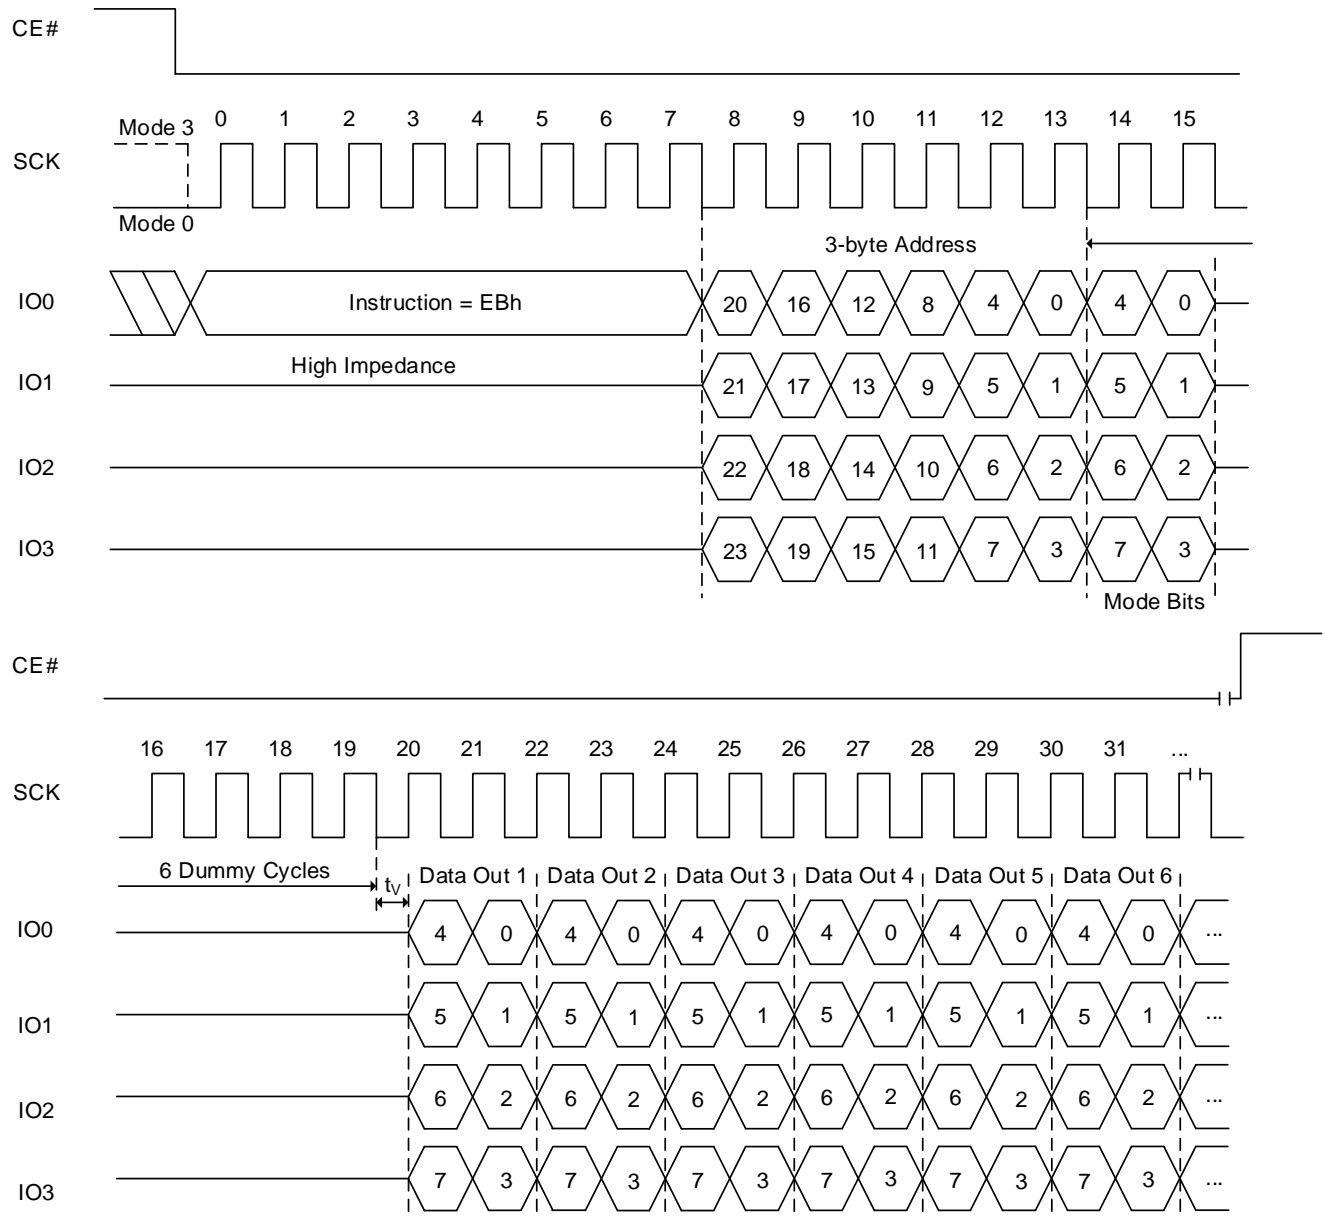 CE#
Mode 3 0 1 2 3 4 5 6 7 8 9 10 11 12 13 14 15
SCK
Mode 0
3-byte Address
IO0 Instruction = EBh 20 16 12 8 4 0 4 0
High Impedance
IO1 21 17 13 9 5 1 5 1
IO2 22 18 14 10 6 2 6 2
IO3 23 19 15 11 7 3 7 3
Mode Bits
CE#
16 17 18 19 20 21 22 23 24 25 26 27 28 29 30 31 ...
SCK
6 Dummy Cycles tV Data Out 1 Data Out 2 Data Out 3 Data Out 4 Data Out 5 Data Out 6
IO0 4 0 4 0 4 0 4 0 4 0 4 0 ...
IO1 5 1 5 1 5 1 5 1 5 1 5 1 ...
IO2 6 2 6 2 6 2 6 2 6 2 6 2 ...
IO3 7 3 7 3 7 3 7 3 7 3 7 3 ...